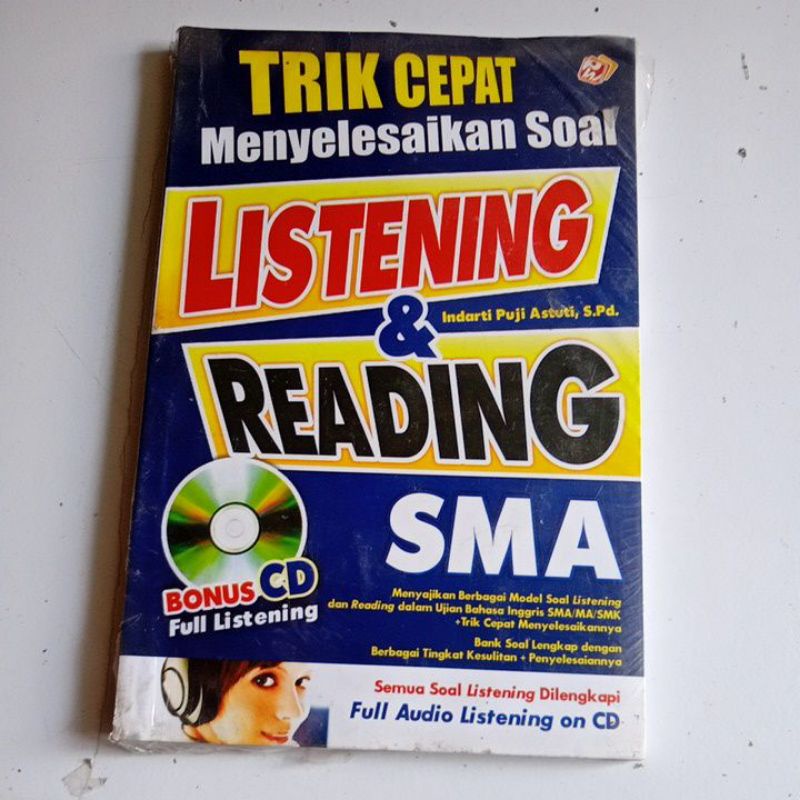 TRIK CEPAT
Menyelesaikan Soal
LISTENING
Indarti Puji Astuti, S.Pd.
&
READING
SMA
BONUS CD
Full Listening
Menyajikan Berbagai Model Soal Listening
dan Reading dalam Ujian Bahasa Inggris SMA/MA/SMK
+Trik Cepat Menyelesaikannya
Bank Soal Lengkap dengan
Berbagai Tingkat Kesulitan + Penyelesaiannya
Semua Soal Listening Dilengkapi
Full Audio Listening on CD